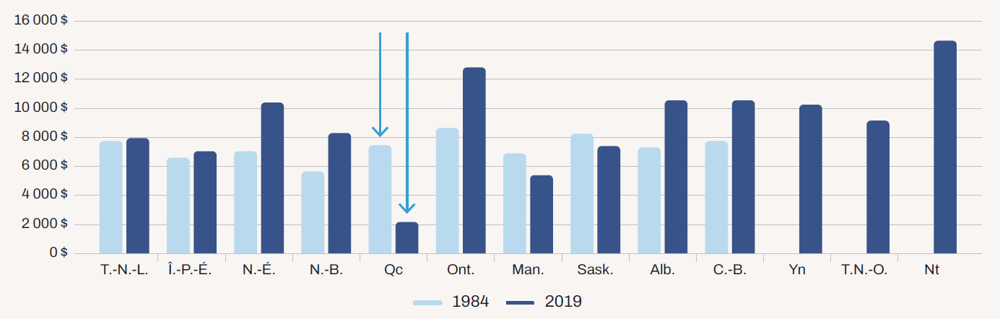 16 000 $
14 000 $
12 000 $
10 000 $
8 000 $
6 000 $
4 000 $
2 000 $
0 $
T.-N.-L. Î.-P.-É. N.-É. N.-B. Qc Ont. Man. Sask. Alb. C.-B. Yn T.N.-O. Nt
1984 2019